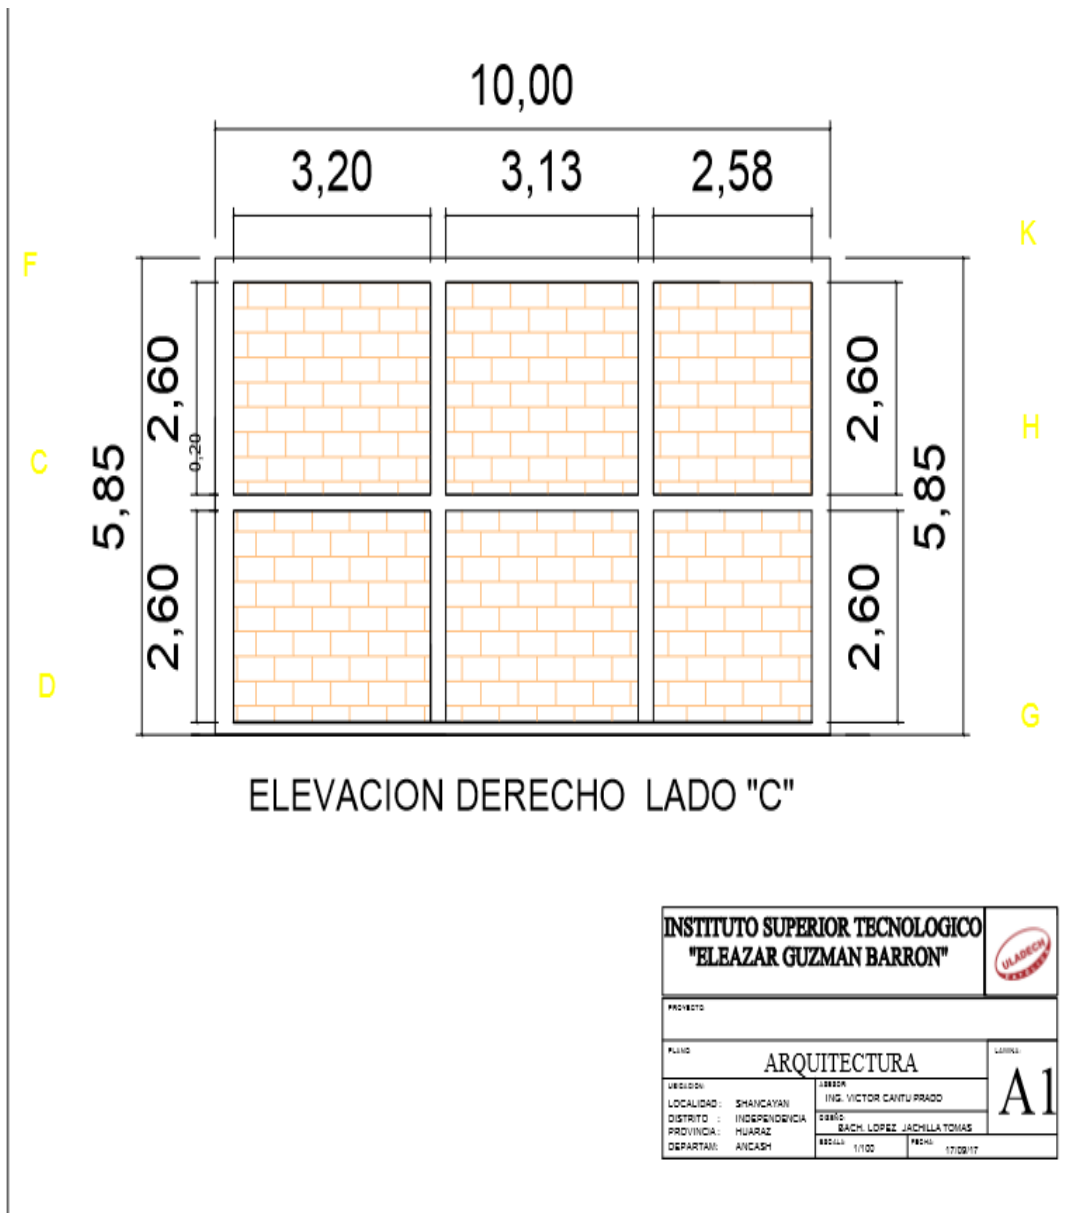 10,00
3,20 3,13 2,58
K
F
2,60 2,60
0,20
C H
5,85 5,85
2,60 2,60
D G
ELEVACION DERECHO LADO "C"
INSTITUTO SUPERIOR TECNOLOGICO
"ELEAZAR GUZMAN BARRON"
ULADECH
CATOLICA
PROYECTO:
PLANO:
ARQUITECTURA
LAMINA:
A1
UBICACION:
LOCALIDAD : SHANCAYAN
DISTRITO : INDEPENDENCIA
PROVINCIA : HUARAZ
DEPARTAM: ANCASH
ASESOR
ING. VICTOR CANTU PRADO
DISEÑO:
BACH. LOPEZ JACHILLA TOMAS
ESCALA:
1/100
FECHA:
17/09/17